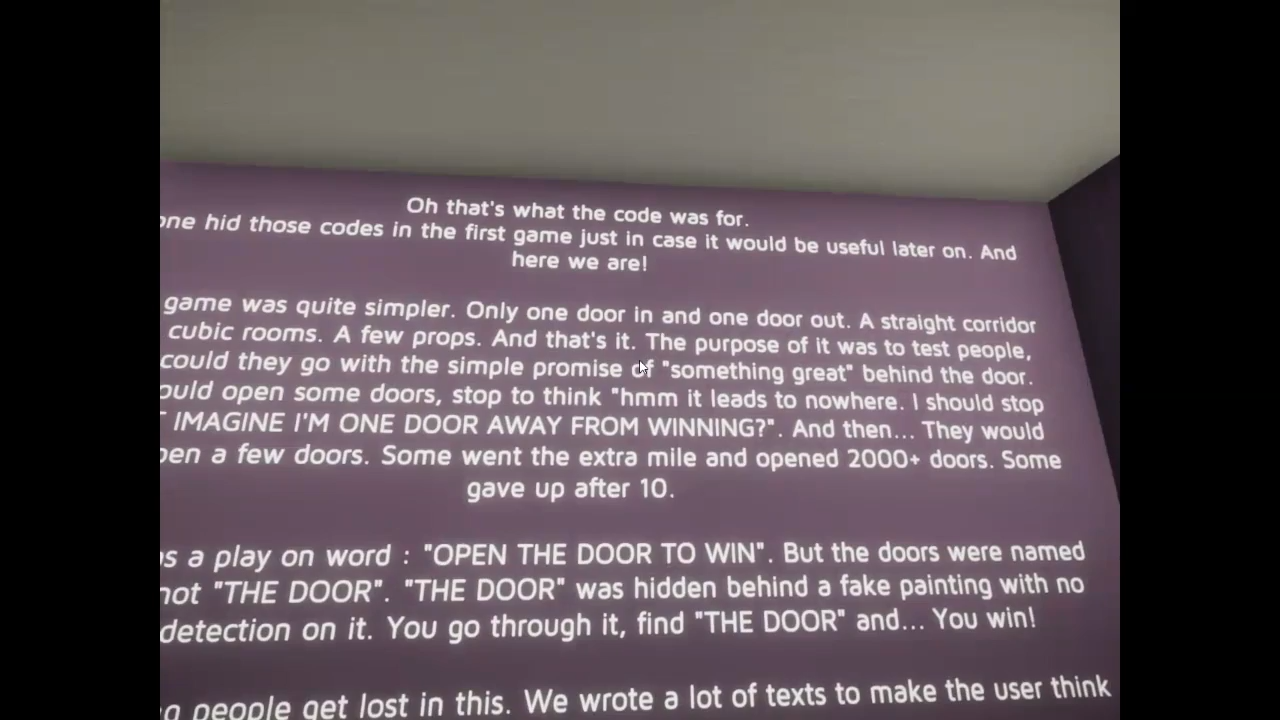 Oh that's what the code was for.
hid those codes in the first game just in case it would be useful later on. And
here we are!
game was quite simpler. Only one door in and one door out. A straight corridor
cubic rooms. A few props. And that's it. The purpose of it was to test people,
could they go with the simple promise of "something great" behind the door.
open some doors, stop to think "hmm it leads to nowhere. I should stop
IMAGINE I'M ONE DOOR AWAY FROM WINNING?". And then... They would
a few doors. Some went the extra mile and opened 2000+ doors. Some
gave up after 10.
a play on word : "OPEN THE DOOR TO WIN". But the doors were named
not "THE DOOR". "THE DOOR" was hidden behind a fake painting with no
detection on it. You go through it, find "THE DOOR" and... You win!
people get lost in this. We wrote a lot of texts to make the user think